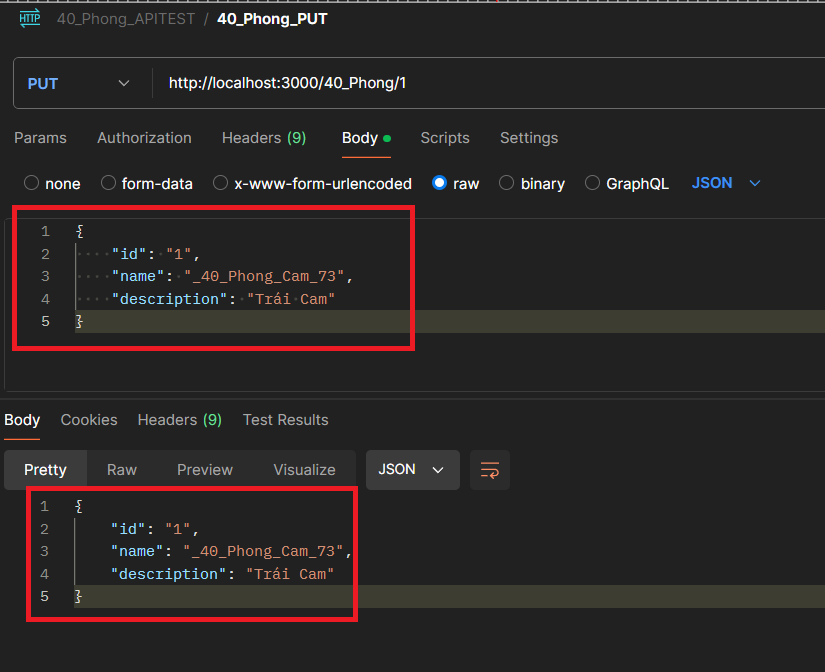 HTTP 40_Phong_APITEST / 40_Phong_PUT
PUT http://localhost:3000/40_Phong/1
Params Authorization Headers (9) Body Scripts Settings
none form-data x-www-form-urlencoded raw binary GraphQL JSON
1 {
2 "id": "1",
3 "name": "_40_Phong_Cam_73",
4 "description": "Trái Cam"
5 }
Body Cookies Headers (9) Test Results
Pretty Raw Preview Visualize JSON
1 {
2 "id": "1",
3 "name": "_40_Phong_Cam_73",
4 "description": "Trái Cam"
5 }